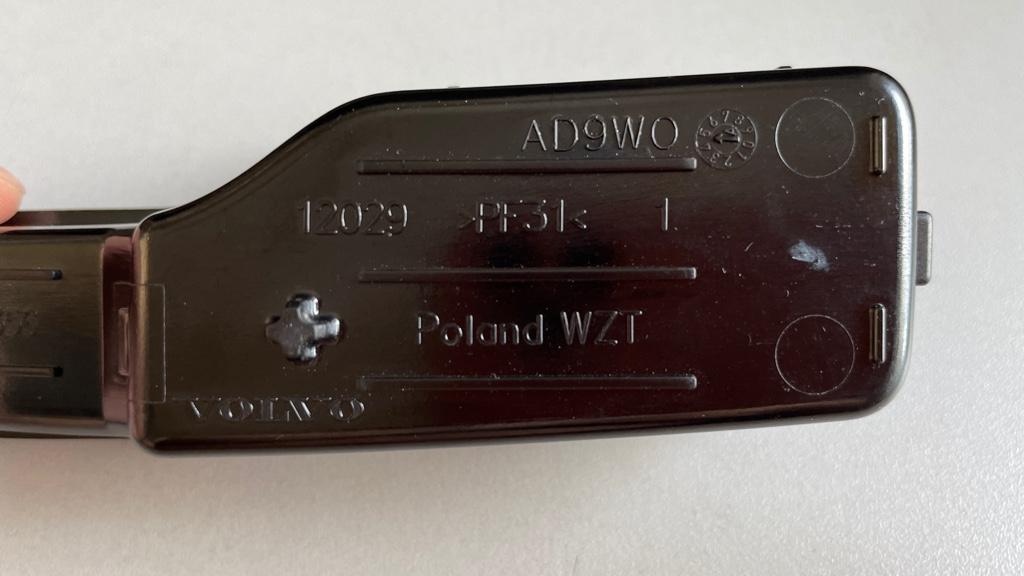 AD9WO
12029 >PF31< 1
Poland WZT
VOLVO